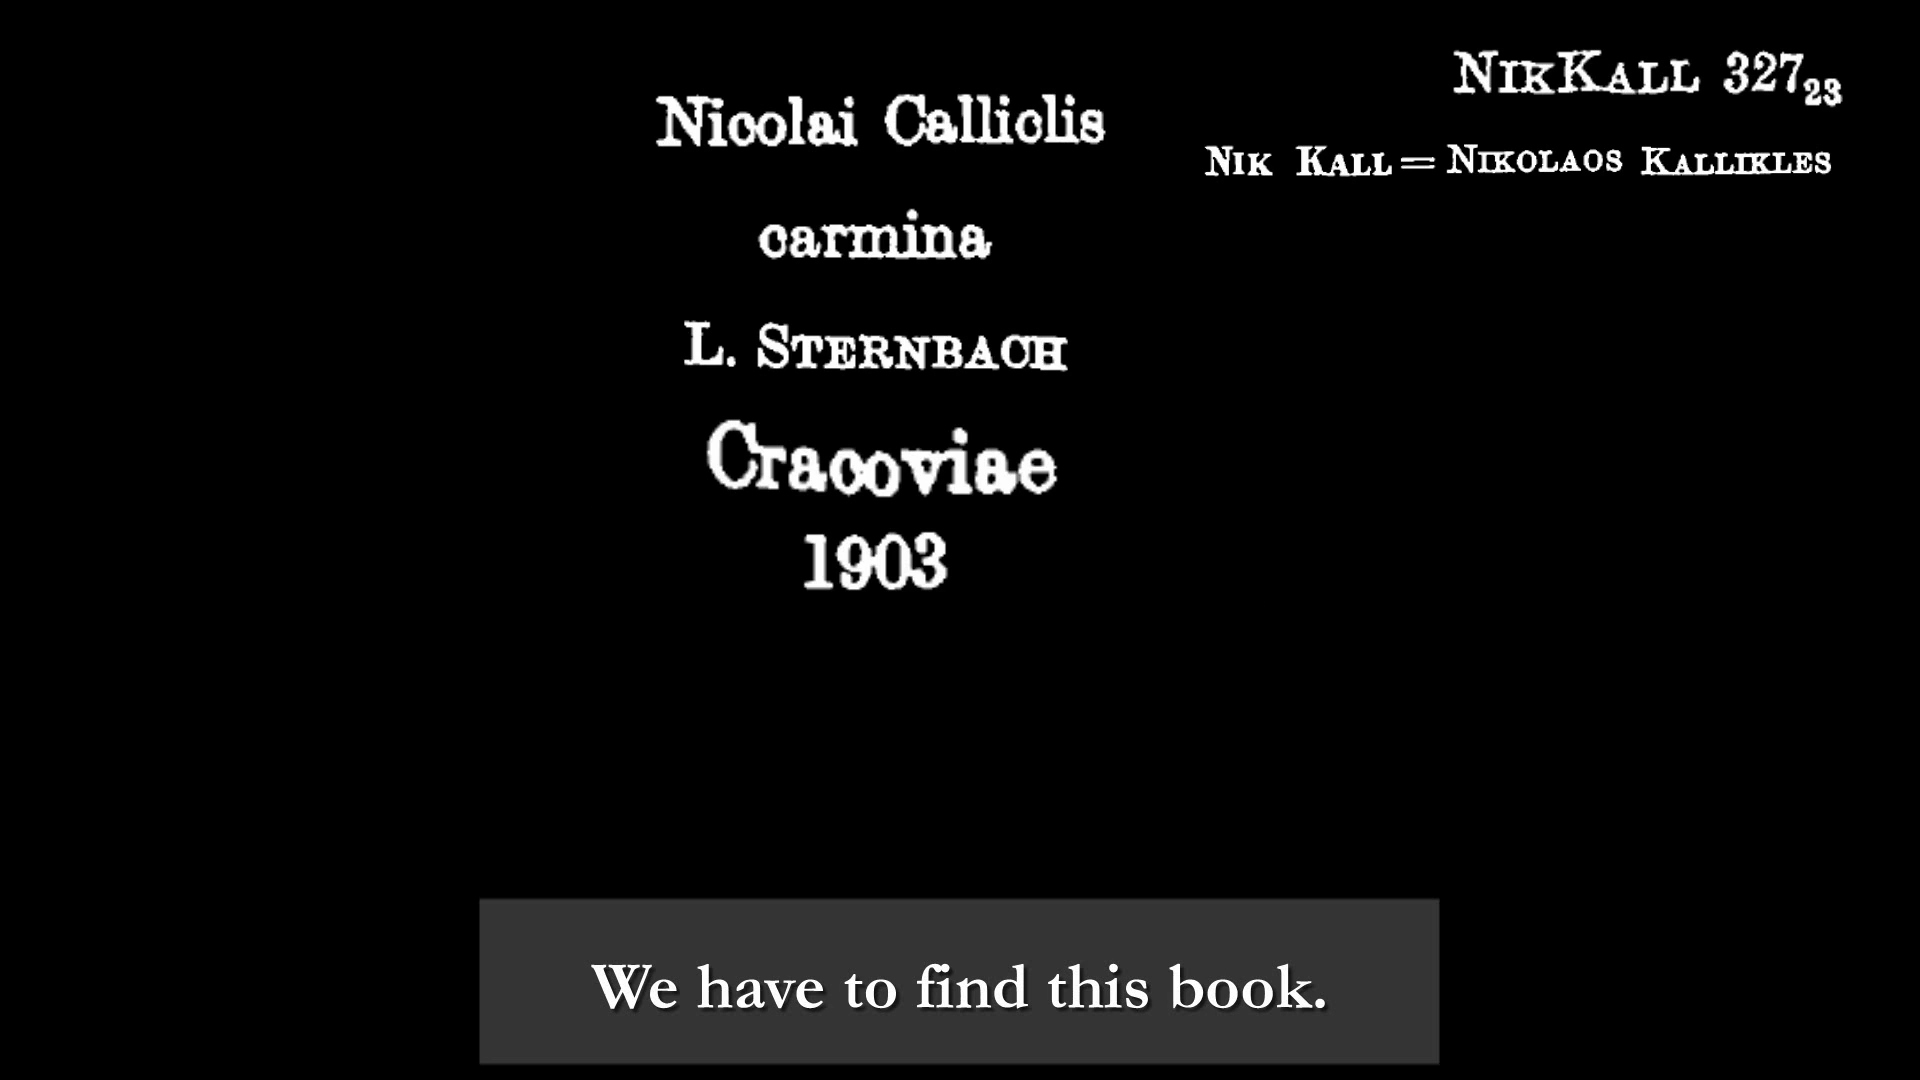 Nicolai Calliclis
carmina
L. STERNBACH
Cracoviae
1903
NIKKALL 327₂₃
NIK KALL = NIKOLAOS KALLIKLES
We have to find this book.